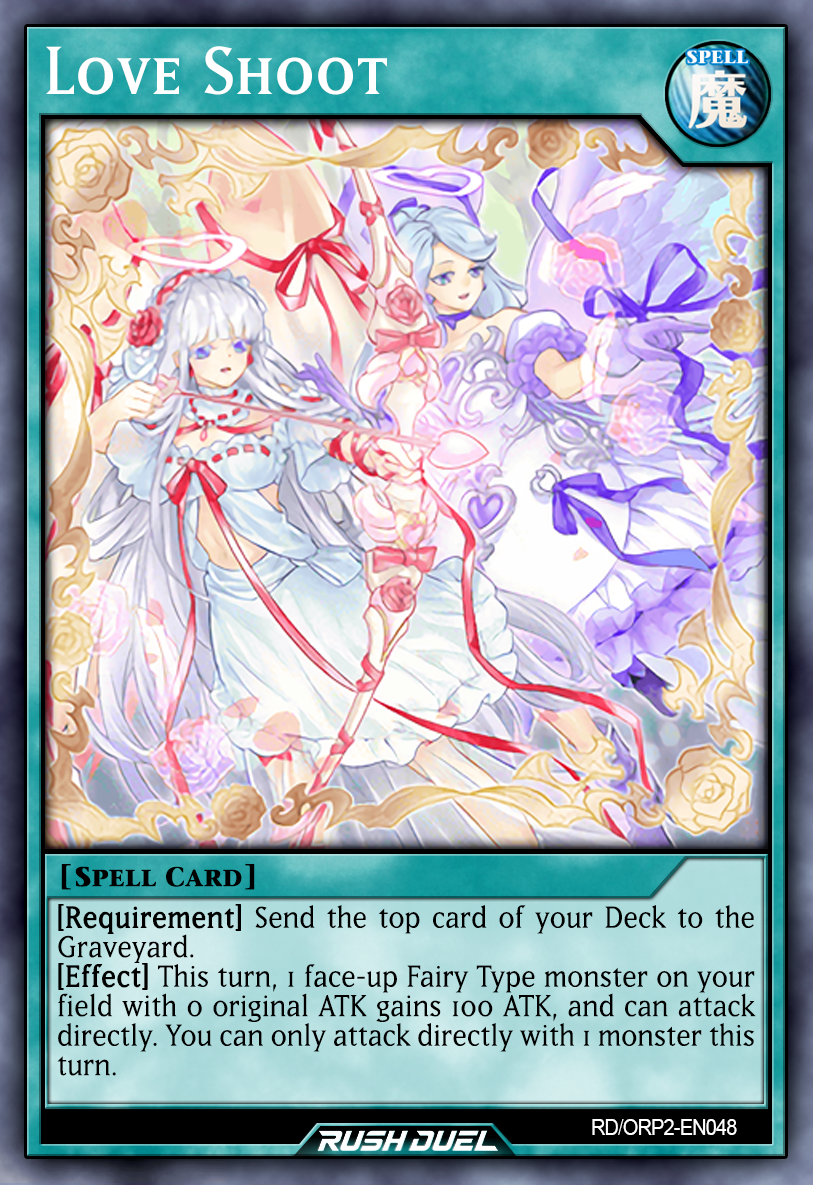 Love Shoot
SPELL
魔
[Spell Card]
[Requirement] Send the top card of your Deck to the
Graveyard.
[Effect] This turn, 1 face-up Fairy Type monster on your
field with 0 original ATK gains 100 ATK, and can attack
directly. You can only attack directly with 1 monster this
turn.
RD/ORP2-EN048
RUSH DUEL